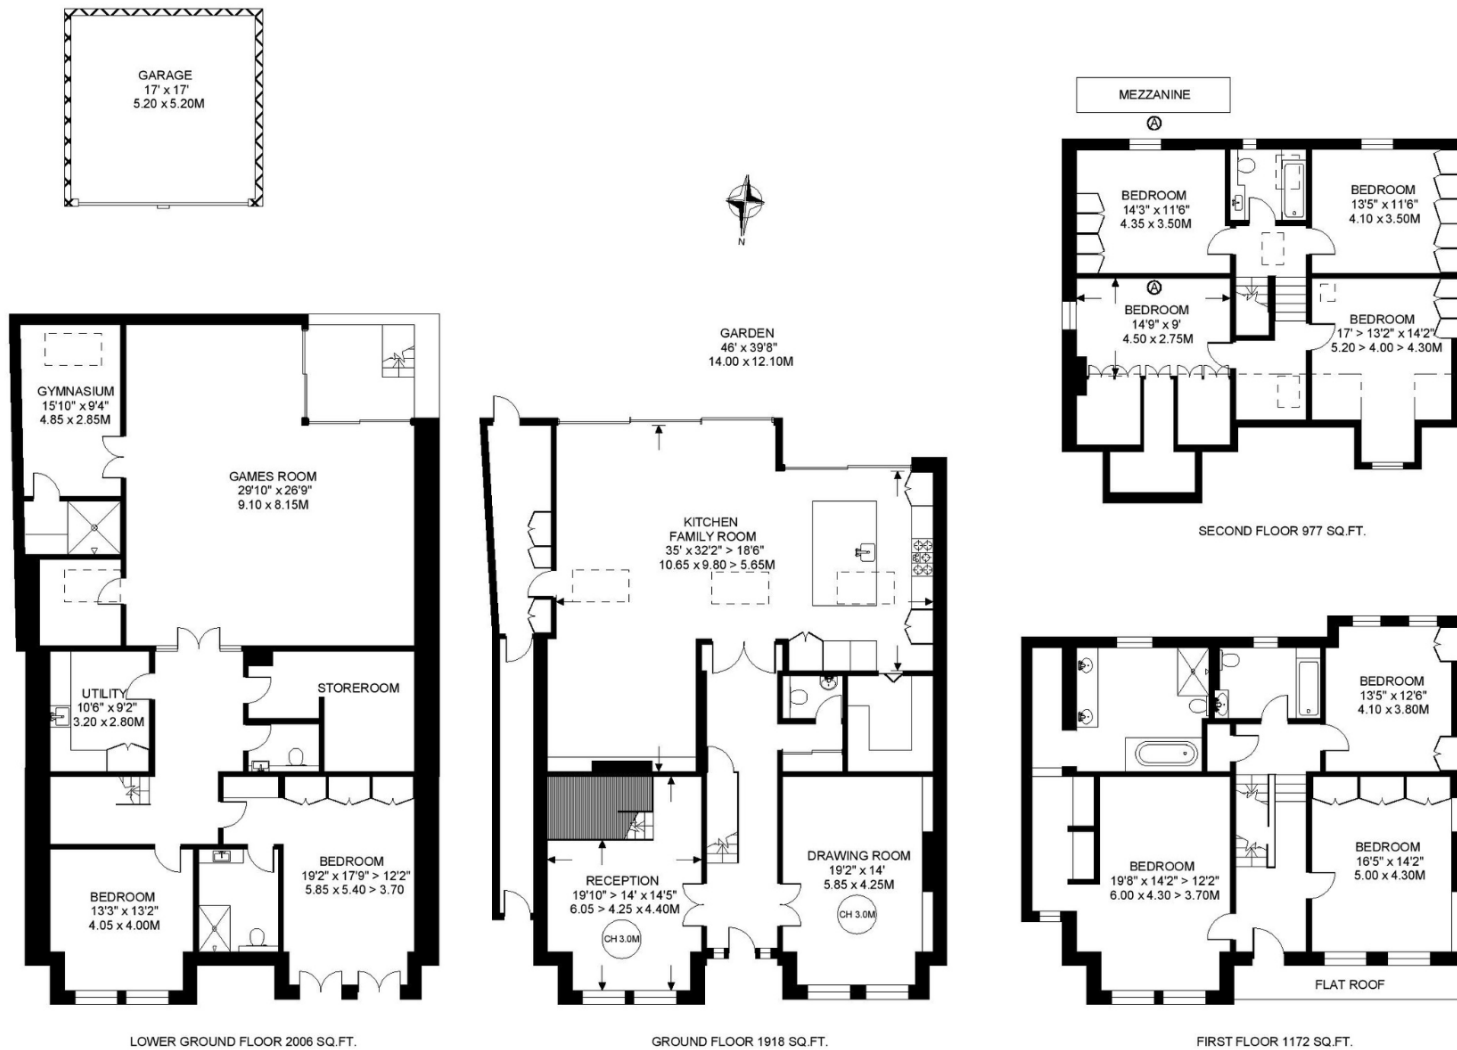 GARAGE
17' x 17'
5.20 x 5.20M
MEZZANINE
A
BEDROOM
14'3" x 11'6"
4.35 x 3.50M
BEDROOM
13'5" x 11'6"
4.10 x 3.50M
A
BEDROOM
14'9" x 9'
4.50 x 2.75M
BEDROOM
17' > 13'2" x 14'2"
5.20 > 4.00 > 4.30M
SECOND FLOOR 977 SQ.FT.
N
GARDEN
46' x 39'8"
14.00 x 12.10M
GYMNASIUM
15'10" x 9'4"
4.85 x 2.85M
GAMES ROOM
29'10" x 26'9"
9.10 x 8.15M
UTILITY
10'6" x 9'2"
3.20 x 2.80M
STOREROOM
BEDROOM
13'3" x 13'2"
4.05 x 4.00M
BEDROOM
19'2" x 17'9" > 12'2"
5.85 x 5.40 > 3.70
LOWER GROUND FLOOR 2006 SQ.FT.
KITCHEN
FAMILY ROOM
35' x 32'2" > 18'6"
10.65 x 9.80 > 5.65M
RECEPTION
19'10" > 14' x 14'5"
6.05 > 4.25 x 4.40M
CH 3.0M
DRAWING ROOM
19'2" x 14'
5.85 x 4.25M
CH 3.0M
GROUND FLOOR 1918 SQ.FT.
BEDROOM
13'5" x 12'6"
4.10 x 3.80M
BEDROOM
19'8" x 14'2" > 12'2"
6.00 x 4.30 > 3.70M
BEDROOM
16'5" x 14'2"
5.00 x 4.30M
FLAT ROOF
FIRST FLOOR 1172 SQ.FT.